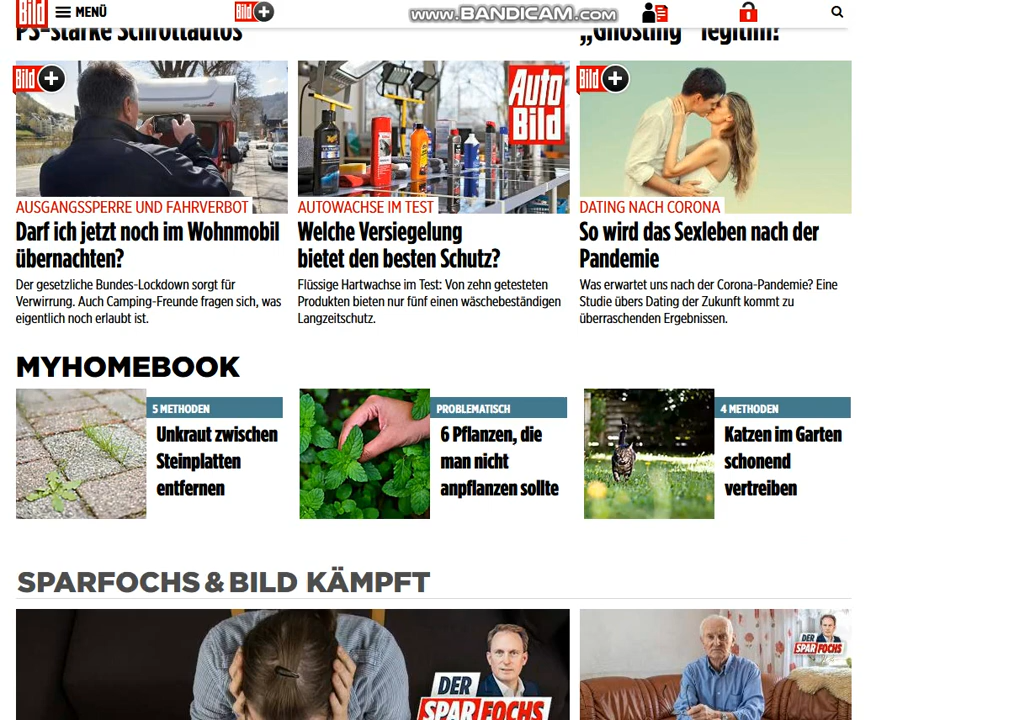 Bild
MENÜ
Bild +
www.BANDICAM.com
PS-starke Schrottautos
„Ghosting“ legitim!
Bild +
Auto
Bild
Bild +
AUSGANGSSPERRE UND FAHRVERBOT
Darf ich jetzt noch im Wohnmobil
übernachten?
Der gesetzliche Bundes-Lockdown sorgt für
Verwirrung. Auch Camping-Freunde fragen sich, was
eigentlich noch erlaubt ist.
AUTOWACHSE IM TEST
Welche Versiegelung
bietet den besten Schutz?
Flüssige Hartwachse im Test: Von zehn getesteten
Produkten bieten nur fünf einen wäschebeständigen
Langzeitschutz.
DATING NACH CORONA
So wird das Sexleben nach der
Pandemie
Was erwartet uns nach der Corona-Pandemie? Eine
Studie übers Dating der Zukunft kommt zu
überraschenden Ergebnissen.
MYHOMEBOOK
5 METHODEN
Unkraut zwischen
Steinplatten
entfernen
PROBLEMATISCH
6 Pflanzen, die
man nicht
anpflanzen sollte
4 METHODEN
Katzen im Garten
schonend
vertreiben
SPARFOCHS & BILD KÄMPFT
DER
SPARFOCHS
DER
SPARFOCHS